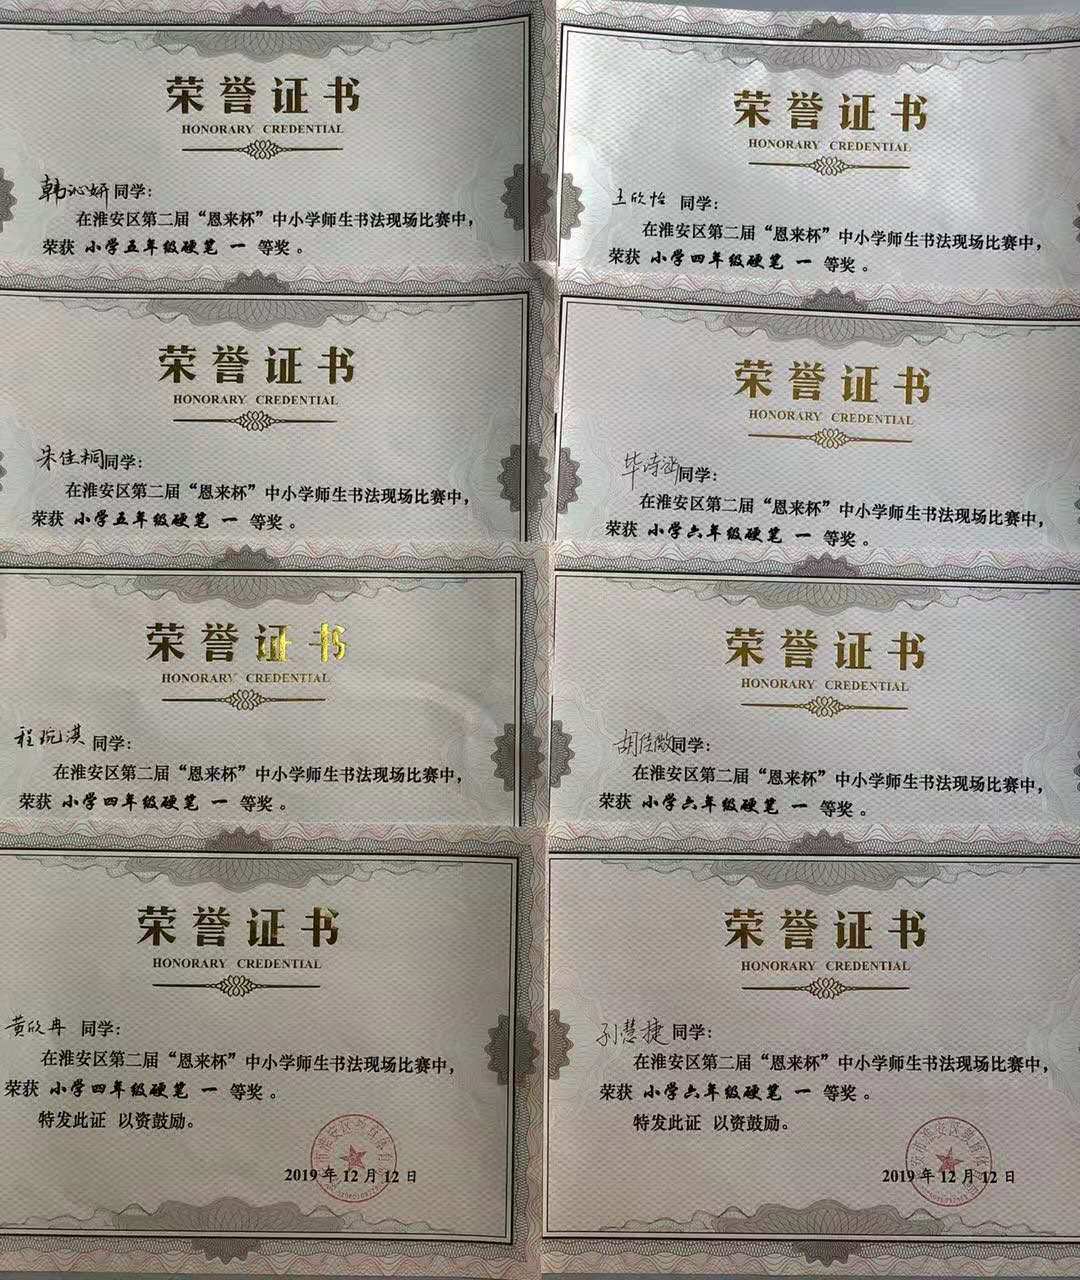 荣誉证书
HONORARY CREDENTIAL
韩沁妍同学：
在淮安区第二届“恩来杯”中小学师生书法现场比赛中，
荣获 小学五年级硬笔 一 等奖。
荣誉证书
HONORARY CREDENTIAL
朱佳桐同学：
在淮安区第二届“恩来杯”中小学师生书法现场比赛中，
荣获 小学五年级硬笔 一 等奖。
荣誉证书
HONORARY CREDENTIAL
程玩淇 同学：
在淮安区第二届“恩来杯”中小学师生书法现场比赛中，
荣获 小学四年级硬笔 一 等奖。
荣誉证书
HONORARY CREDENTIAL
黄欣冉 同学：
在淮安区第二届“恩来杯”中小学师生书法现场比赛中，
荣获 小学四年级硬笔 一 等奖。
特发此证 以资鼓励。
2019 年 12 月 12 日
荣誉证书
HONORARY CREDENTIAL
王欣怡 同学：
在淮安区第二届“恩来杯”中小学师生书法现场比赛中，
荣获 小学四年级硬笔 一 等奖。
荣誉证书
HONORARY CREDENTIAL
毕诗涵同学：
在淮安区第二届“恩来杯”中小学师生书法现场比赛中，
荣获 小学六年级硬笔 一 等奖。
荣誉证书
HONORARY CREDENTIAL
胡佳微同学：
在淮安区第二届“恩来杯”中小学师生书法现场比赛中，
荣获 小学六年级硬笔 一 等奖。
荣誉证书
HONORARY CREDENTIAL
孙慧捷同学：
在淮安区第二届“恩来杯”中小学师生书法现场比赛中，
荣获 小学六年级硬笔 一 等奖。
特发此证 以资鼓励。
2019 年 12 月 12 日